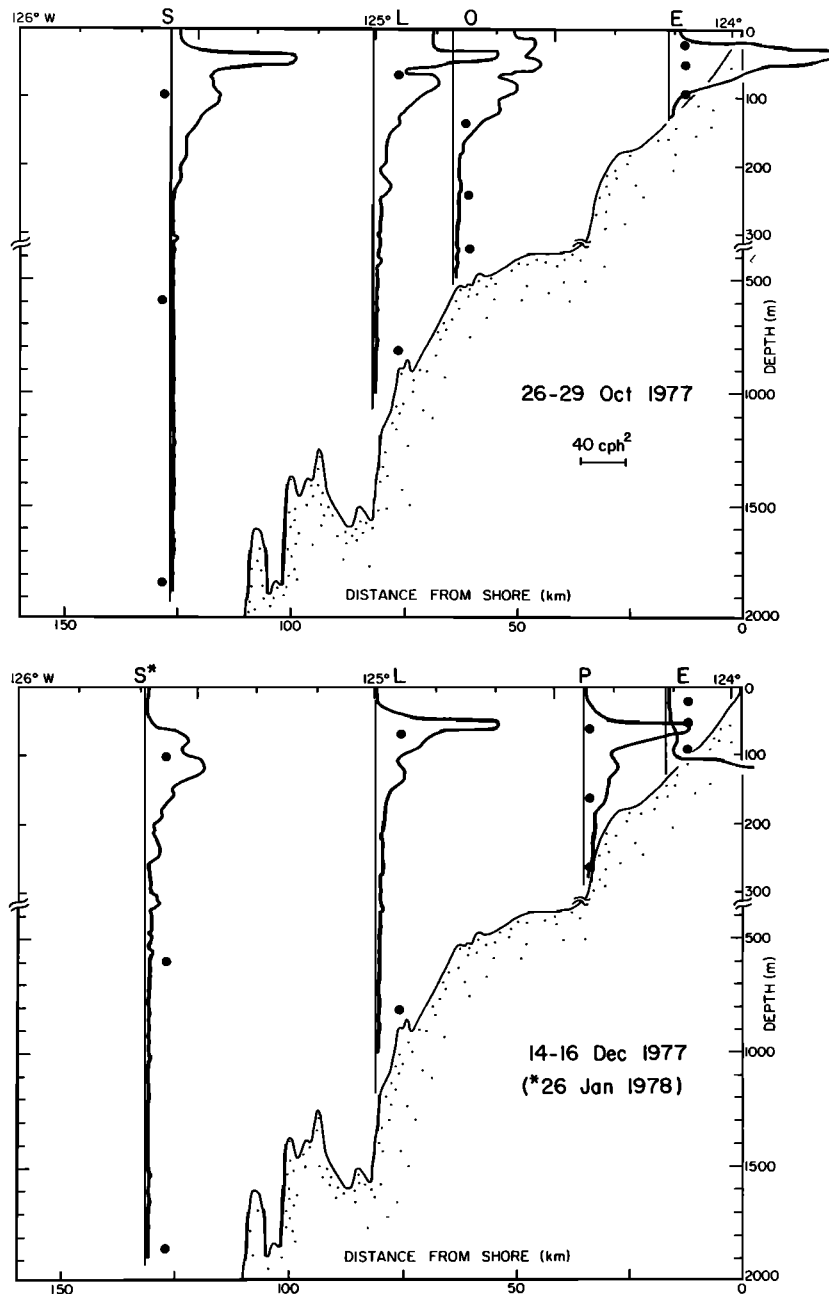 126° W S 125° L O E 124°
0
100
200
300
500
1000
1500
2000
DEPTH (m)
26-29 Oct 1977
40 cph²
DISTANCE FROM SHORE (km)
150 100 50 0
126° W S* 125° L P E 124°
0
100
200
300
500
1000
1500
2000
DEPTH (m)
14-16 Dec 1977
(*26 Jan 1978)
DISTANCE FROM SHORE (km)
150 100 50 0